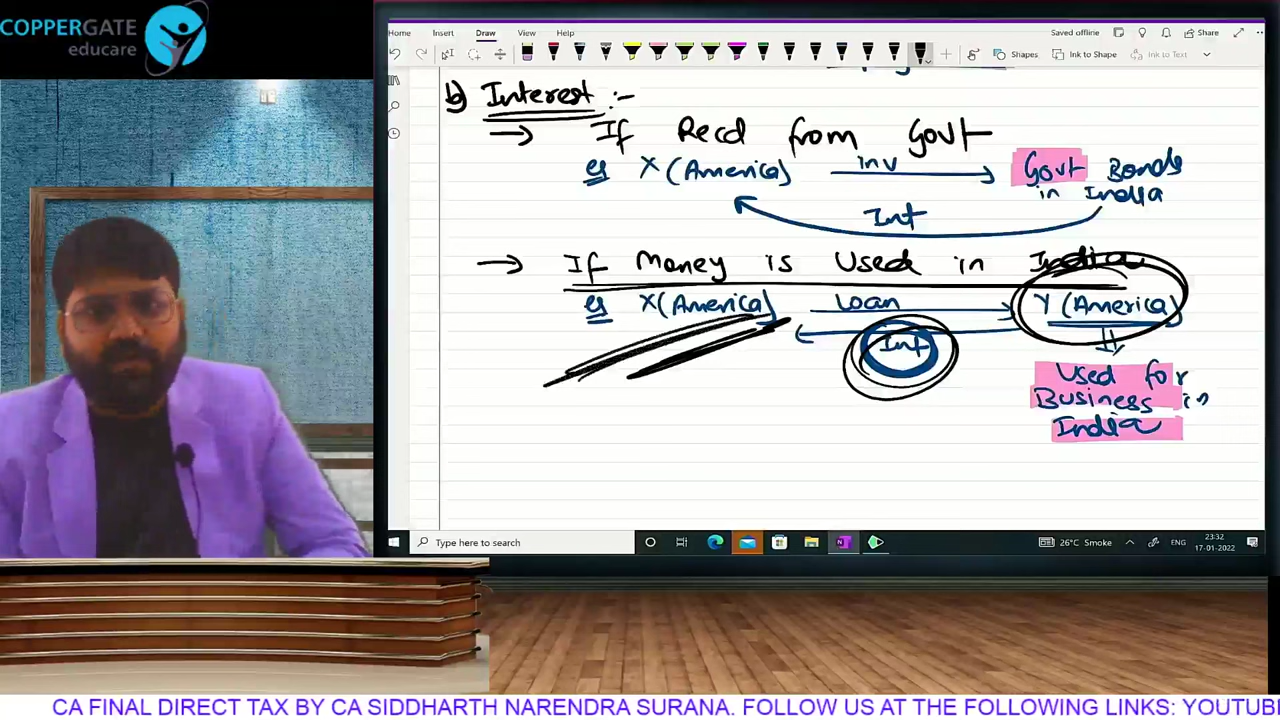 COPPERGATE
educare
Home Insert Draw View Help
Saved offline
Share
Shapes
Ink to Shape
Ink to Text
b) Interest :-
→ If Recd from Govt
eg X (America) inv → Govt Bonds
in India
Int
→ If Money is Used in India
eg X (America) Loan Y (America)
Int
Used for
Business in
India
Type here to search
26°C Smoke
ENG
23:32
17-01-2022
CA FINAL DIRECT TAX BY CA SIDDHARTH NARENDRA SURANA. FOLLOW US AT THE FOLLOWING LINKS: YOUTUB